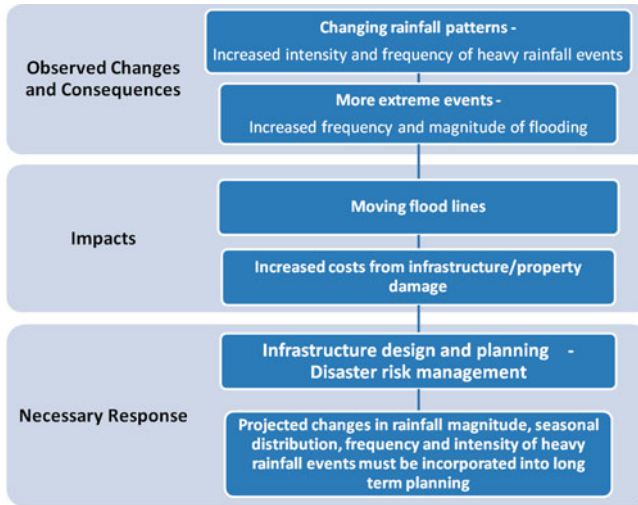 Observed Changes
and Consequences
Changing rainfall patterns -
Increased intensity and frequency of heavy rainfall events
More extreme events -
Increased frequency and magnitude of flooding
Impacts
Moving flood lines
Increased costs from infrastructure/property
damage
Necessary Response
Infrastructure design and planning -
Disaster risk management
Projected changes in rainfall magnitude, seasonal
distribution, frequency and intensity of heavy
rainfall events must be incorporated into long
term planning